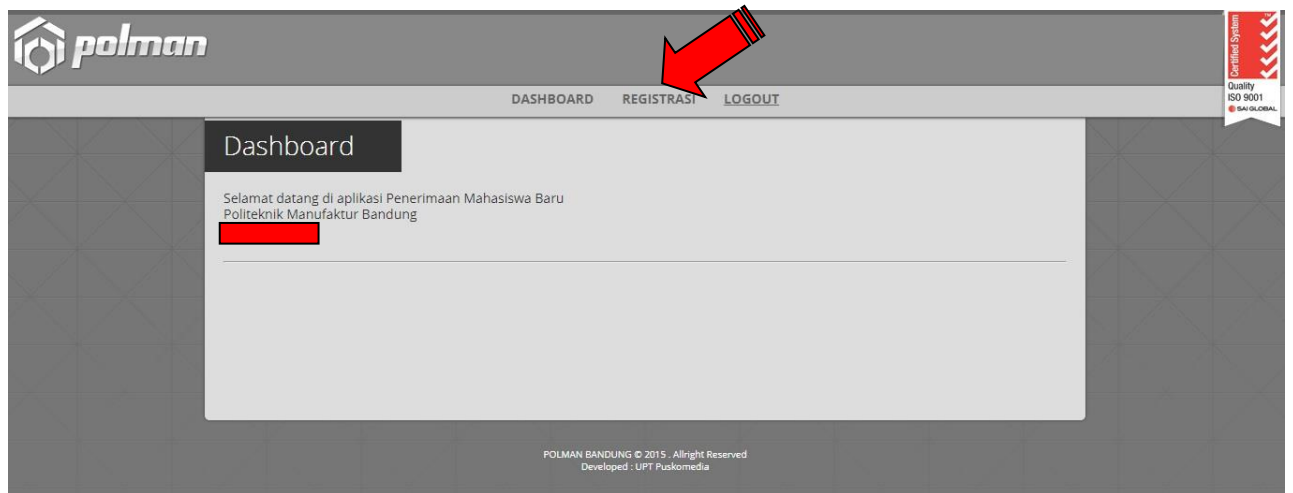 polman
Certified System
Quality
ISO 9001
SAI GLOBAL
DASHBOARD REGISTRASI LOGOUT
Dashboard
Selamat datang di aplikasi Penerimaan Mahasiswa Baru
Politeknik Manufaktur Bandung
POLMAN BANDUNG © 2015 . Allright Reserved
Developed : UPT Puskomedia